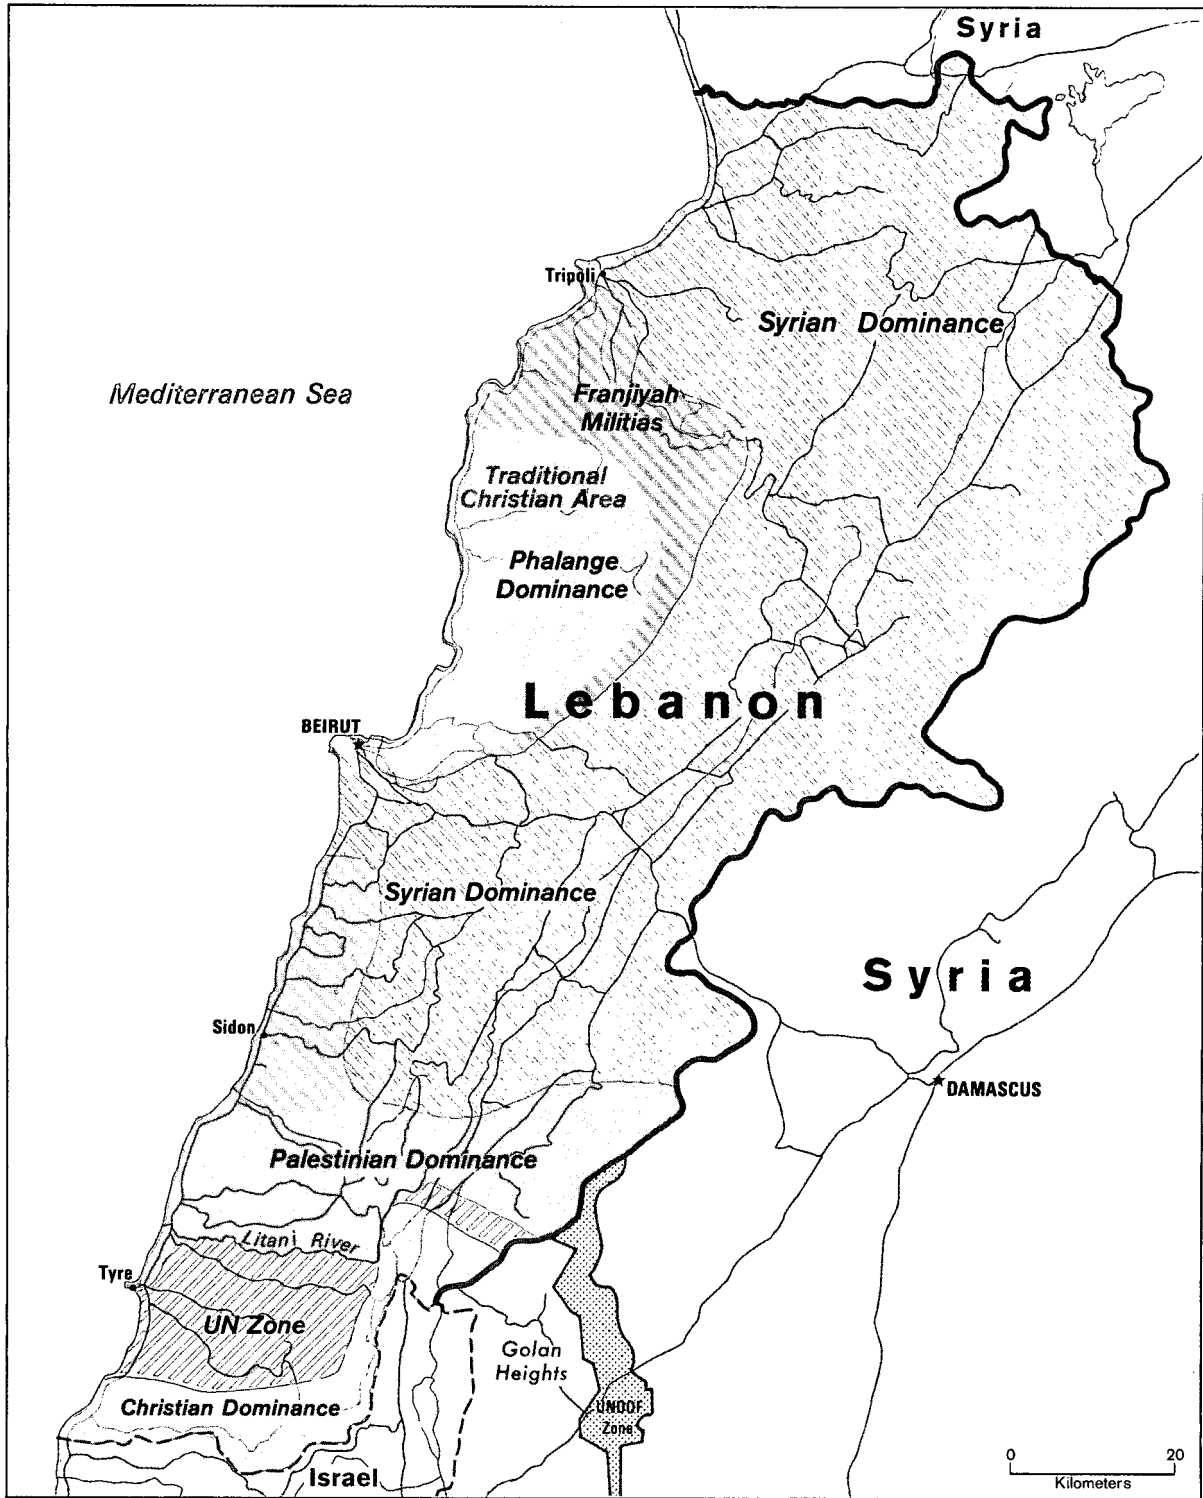 Syria
Tripoli
Syrian Dominance
Mediterranean Sea
Franjiyah
Militias
Traditional
Christian Area
Phalange
Dominance
Lebanon
BEIRUT
Syrian Dominance
Syria
Sidon
DAMASCUS
Palestinian Dominance
Litani River
Tyre
UN Zone
Golan
Heights
Christian Dominance
UNDOF
Zone
Israel
0 20
Kilometers